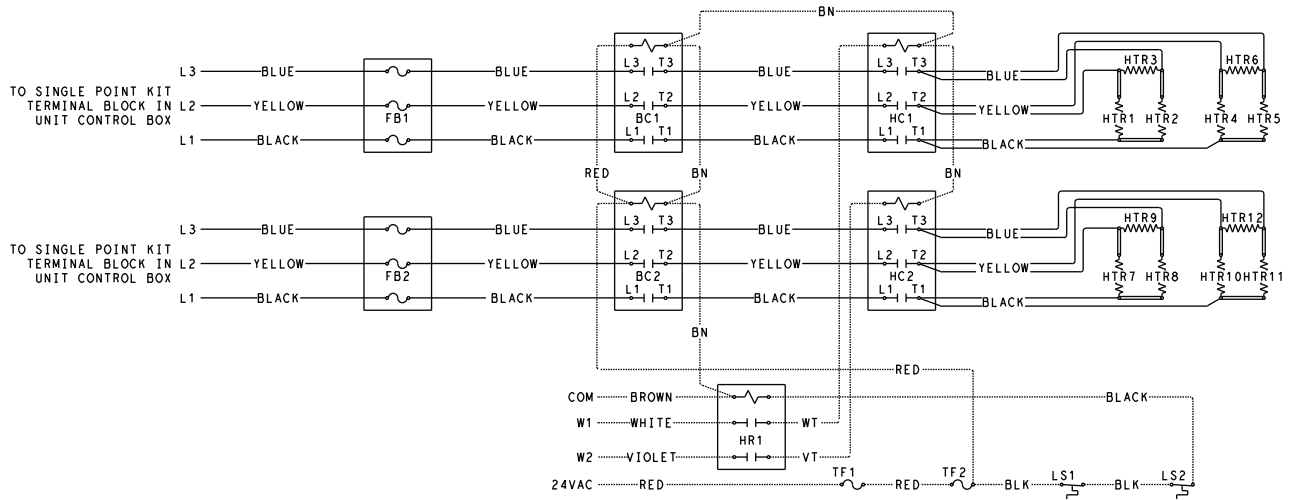 BN
L3 BLUE BLUE L3 T3 BLUE L3 T3 BLUE HTR3 HTR6
TO SINGLE POINT KIT
TERMINAL BLOCK IN L2 YELLOW YELLOW L2 T2 YELLOW L2 T2 YELLOW
UNIT CONTROL BOX FB1 BC1 HC1 HTR1 HTR2 HTR4 HTR5
L1 BLACK BLACK L1 T1 BLACK L1 T1 BLACK
RED BN BN
L3 BLUE BLUE L3 T3 BLUE L3 T3 BLUE HTR9 HTR12
TO SINGLE POINT KIT
TERMINAL BLOCK IN L2 YELLOW YELLOW L2 T2 YELLOW L2 T2 YELLOW
UNIT CONTROL BOX FB2 BC2 HC2 HTR7 HTR8 HTR10 HTR11
L1 BLACK BLACK L1 T1 BLACK L1 T1 BLACK
BN
RED
COM BROWN BLACK
W1 WHITE WT
HR1
W2 VIOLET VT
24VAC RED TF1 RED TF2 BLK LS1 BLK LS2